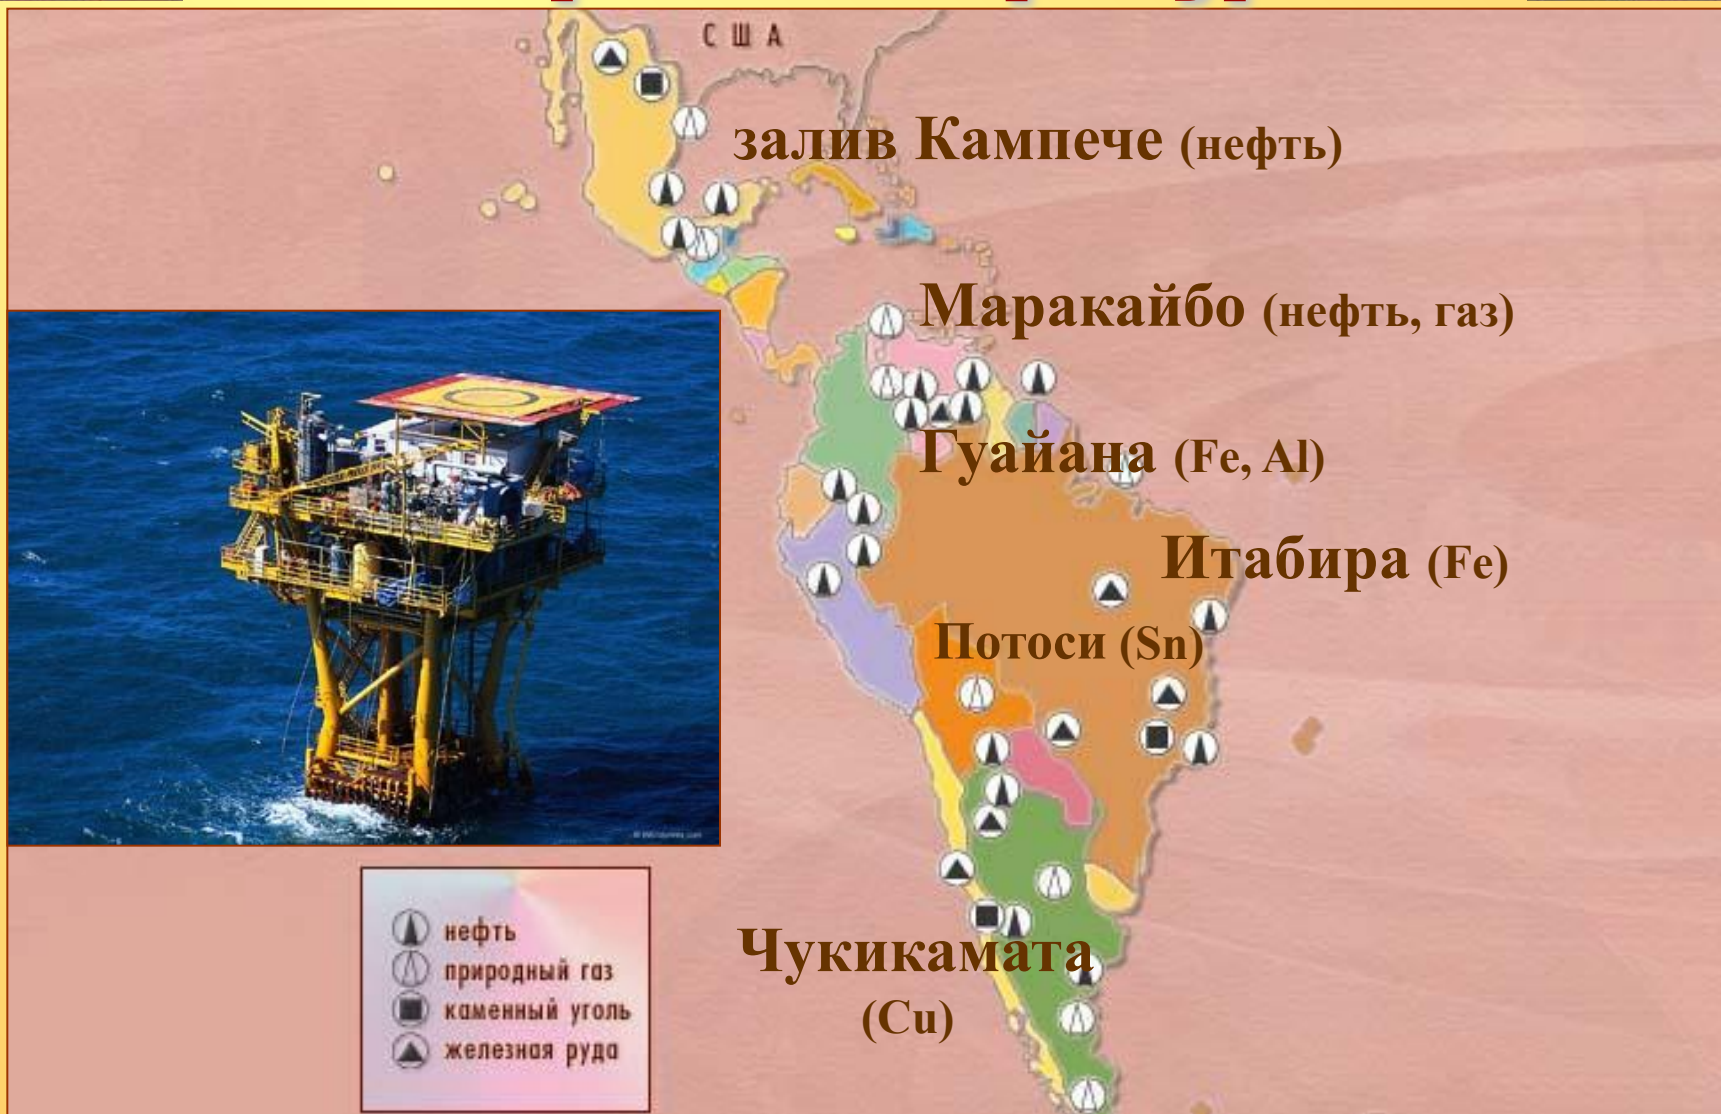 США
залив Кампече (нефть)
Маракайбо (нефть, газ)
Гуайана (Fe, Al)
Итабира (Fe)
Потоси (Sn)
Чукикамата
(Cu)
нефть
природный газ
каменный уголь
железная руда